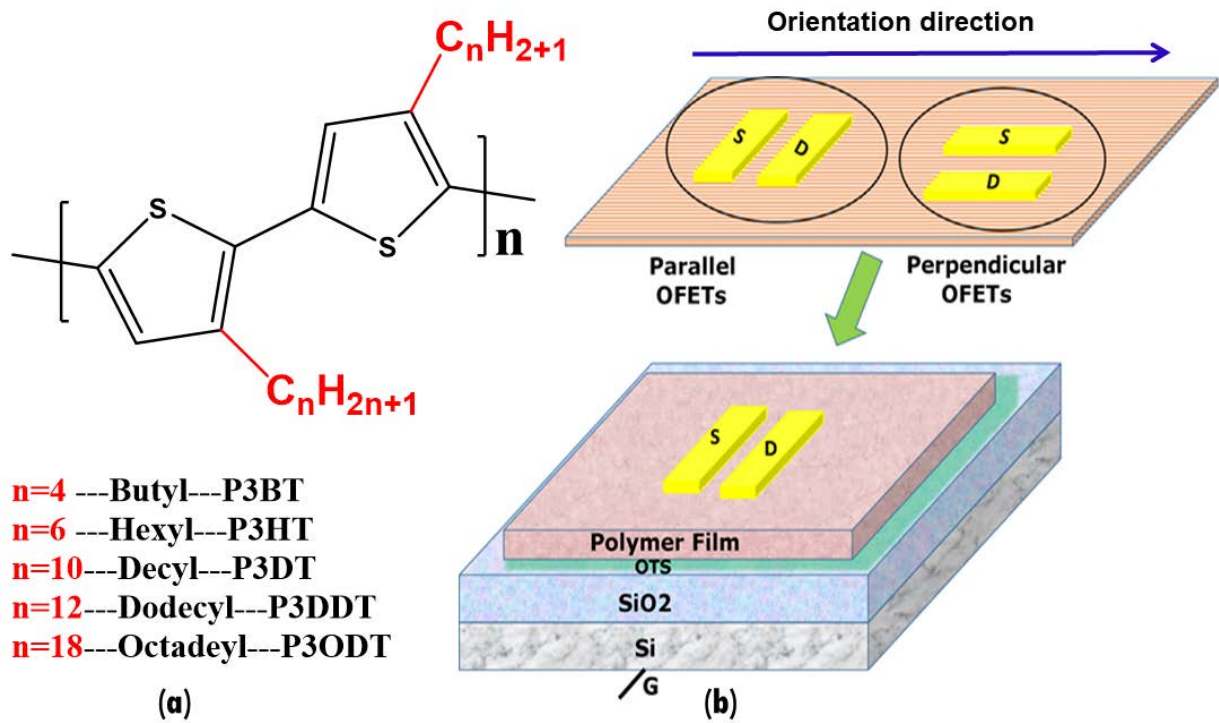 CnH2+1
S
S
n
CnH2n+1
n=4 ---Butyl---P3BT
n=6 ---Hexyl---P3HT
n=10---Decyl---P3DT
n=12---Dodecyl---P3DDT
n=18---Octadeyl---P3ODT
(a)
Orientation direction
S
D
S
D
Parallel
OFETs
Perpendicular
OFETs
S
D
Polymer Film
OTS
SiO2
Si
G
(b)